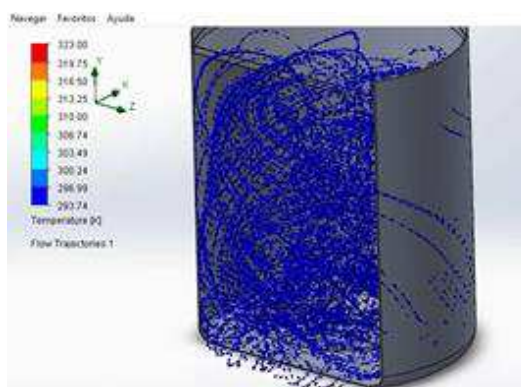 Navegar Favoritos Ayuda
323.00
319.75
316.50
313.25
310.00
306.74
303.49
300.24
296.99
293.74
Temperature [K]
Flow Trajectories 1
Y
X
Z